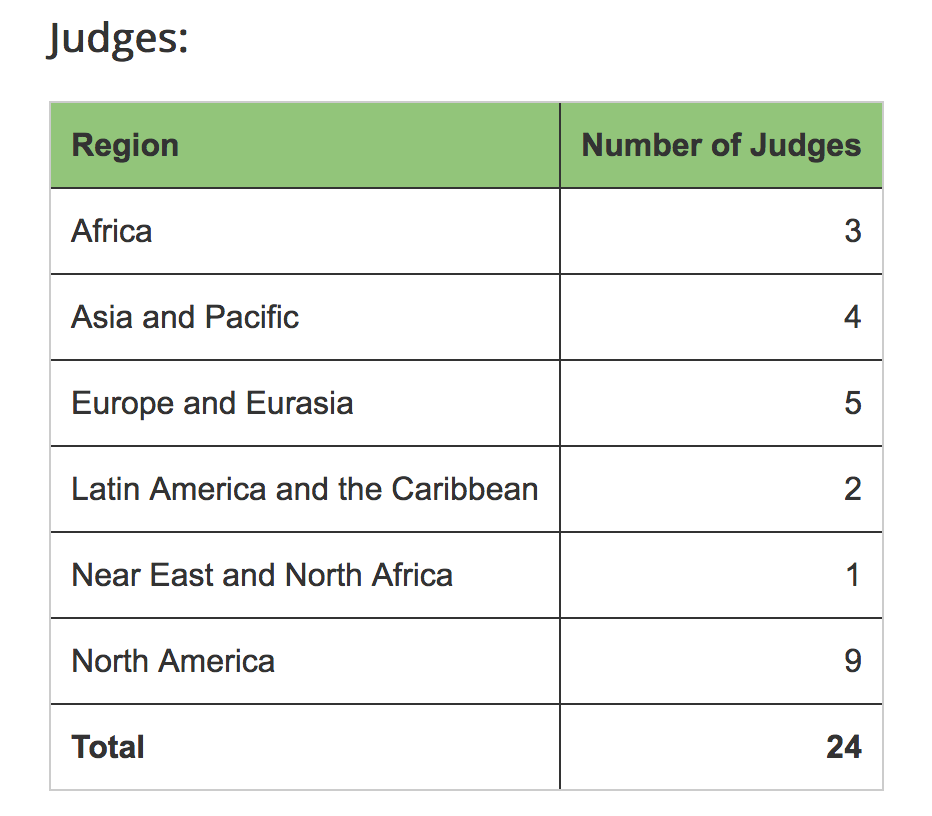 Judges:
Region Number of Judges
Africa 3
Asia and Pacific 4
Europe and Eurasia 5
Latin America and the Caribbean 2
Near East and North Africa 1
North America 9
Total 24